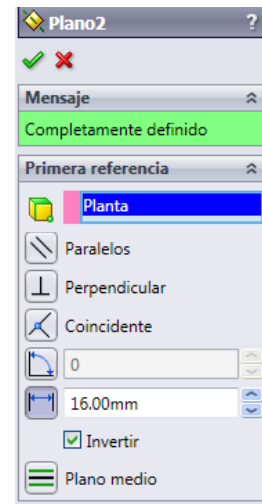 Plano2 ?
Mensaje
Completamente definido
Primera referencia
Planta
Paralelos
Perpendicular
Coincidente
0
16.00mm
Invertir
Plano medio